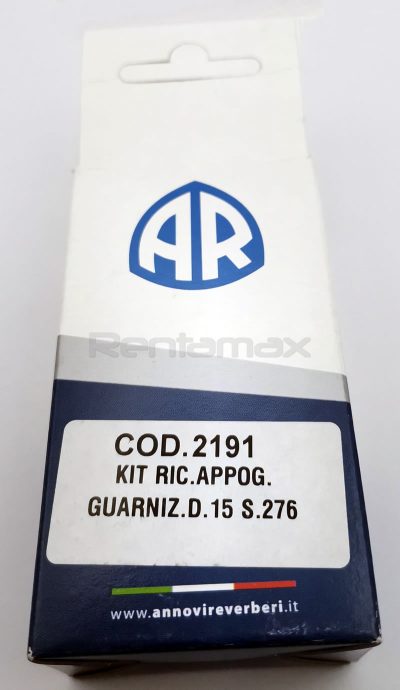 AR
Rentamax
COD.2191
KIT RIC.APPOG.
GUARNIZ.D.15 S.276
www.annovireverberi.it